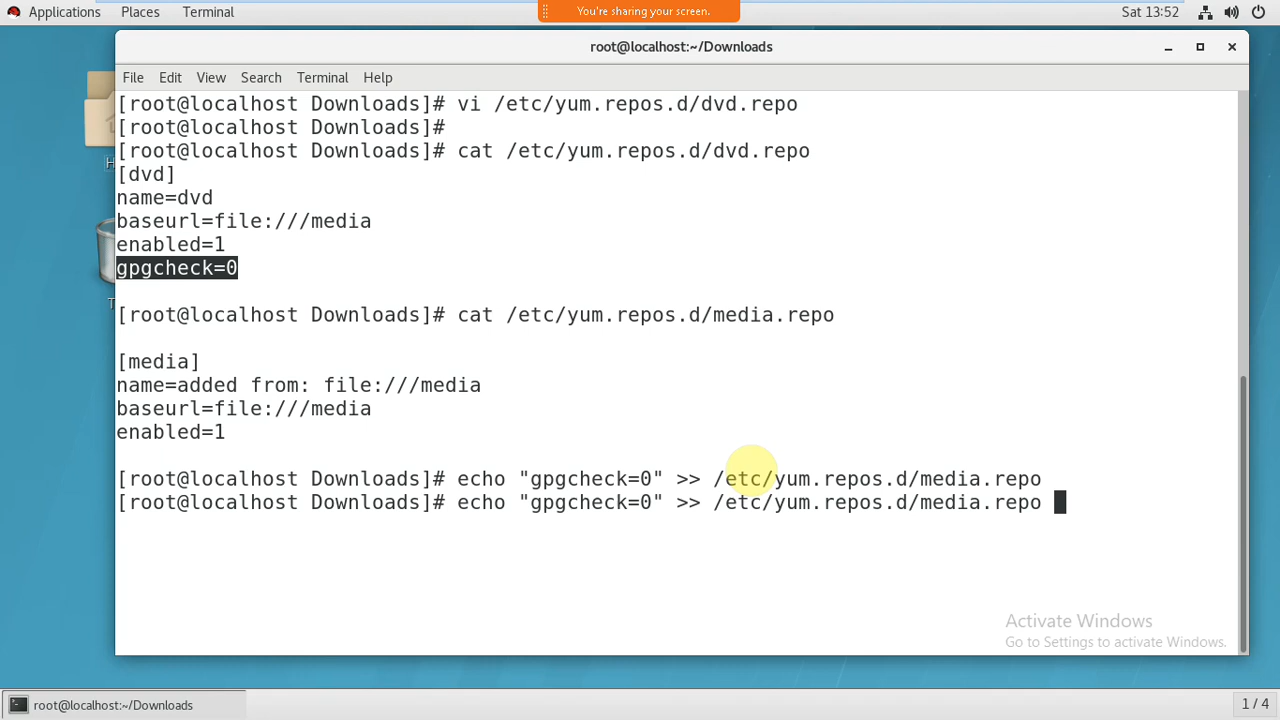 Applications Places Terminal You're sharing your screen. Sat 13:52
root@localhost:~/Downloads
File Edit View Search Terminal Help
[root@localhost Downloads]# vi /etc/yum.repos.d/dvd.repo
[root@localhost Downloads]#
[root@localhost Downloads]# cat /etc/yum.repos.d/dvd.repo
[dvd]
name=dvd
baseurl=file:///media
enabled=1
gpgcheck=0
[root@localhost Downloads]# cat /etc/yum.repos.d/media.repo
[media]
name=added from: file:///media
baseurl=file:///media
enabled=1
[root@localhost Downloads]# echo "gpgcheck=0" >> /etc/yum.repos.d/media.repo
[root@localhost Downloads]# echo "gpgcheck=0" >> /etc/yum.repos.d/media.repo
Activate Windows
Go to Settings to activate Windows.
root@localhost:~/Downloads 1 / 4